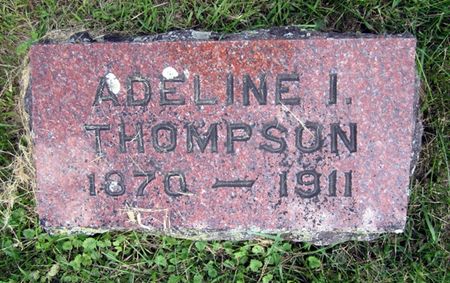 ADELINE I.
THOMPSON
1870 — 1911